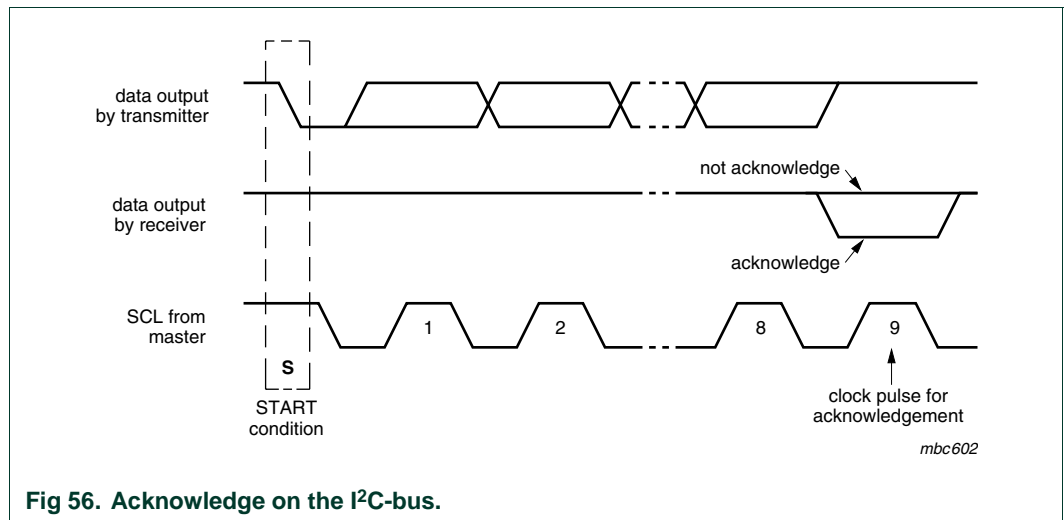 data output
by transmitter
not acknowledge
data output
by receiver
acknowledge
SCL from
master
1
2
8
9
S
START
condition
clock pulse for
acknowledgement
mbc602
Fig 56. Acknowledge on the I²C-bus.